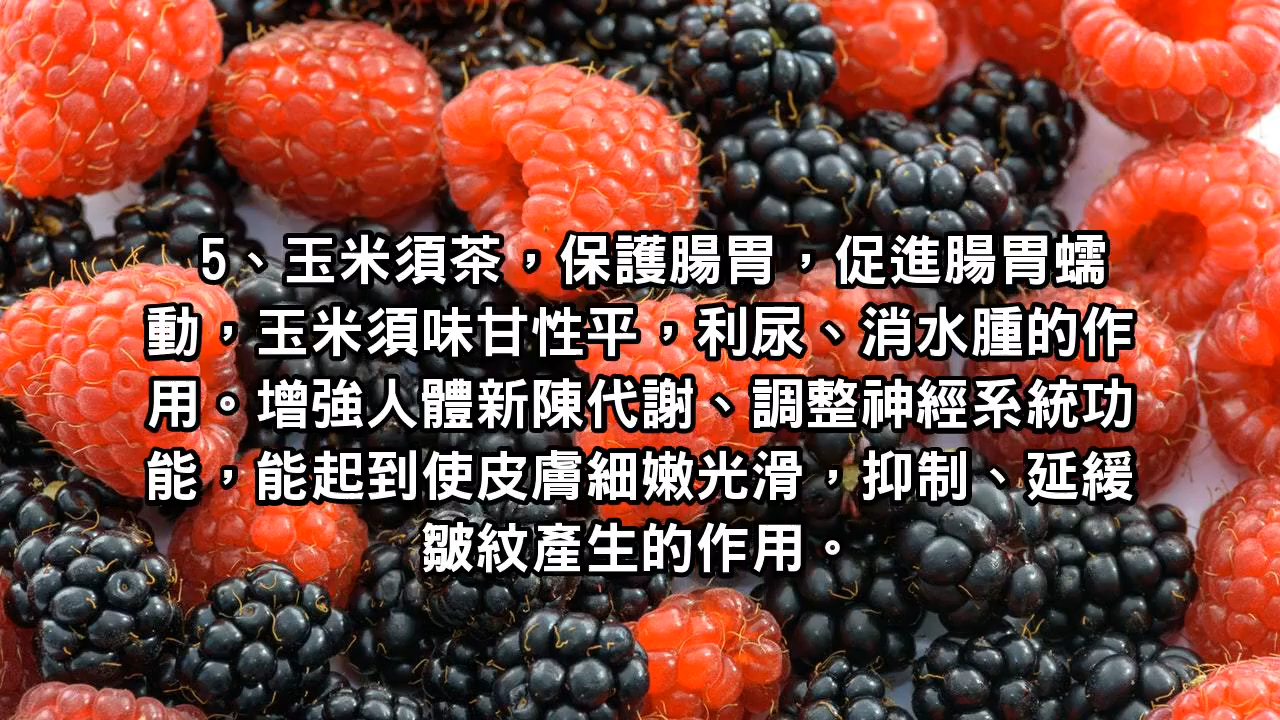 5、玉米須茶，保護腸胃，促進腸胃蠕
動，玉米須味甘性平，利尿、消水腫的作
用。增強人體新陳代謝、調整神經系統功
能，能起到使皮膚細嫩光滑，抑制、延緩
皺紋產生的作用。